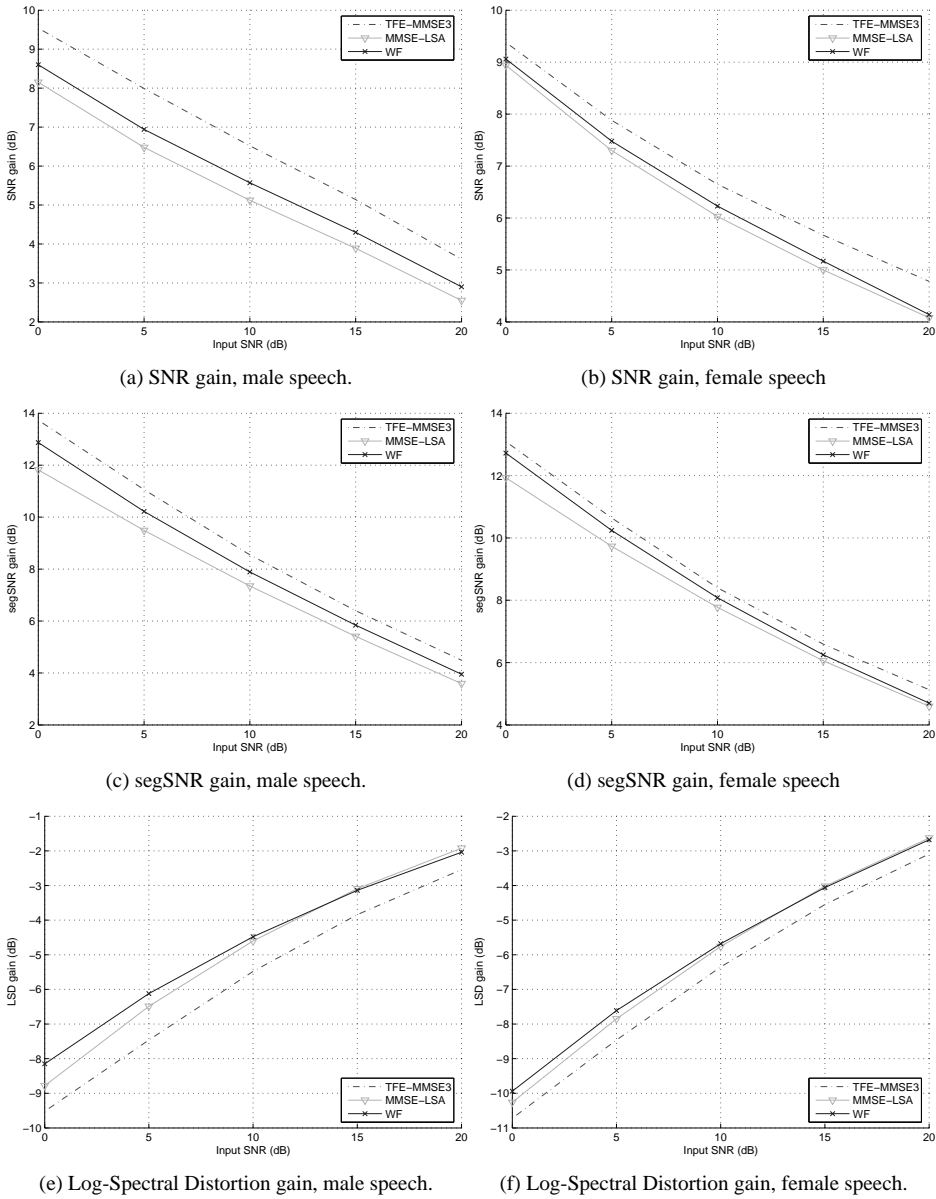 10
9
8
7
6
5
4
3
2
SNR gain (dB)
0 5 10 15 20
Input SNR (dB)
TFE−MMSE3
MMSE−LSA
WF
(a) SNR gain, male speech.
10
9
8
7
6
5
4
SNR gain (dB)
0 5 10 15 20
Input SNR (dB)
TFE−MMSE3
MMSE−LSA
WF
(b) SNR gain, female speech
14
12
10
8
6
4
2
segSNR gain (dB)
0 5 10 15 20
Input SNR (dB)
TFE−MMSE3
MMSE−LSA
WF
(c) segSNR gain, male speech.
14
12
10
8
6
4
segSNR gain (dB)
0 5 10 15 20
Input SNR (dB)
TFE−MMSE3
MMSE−LSA
WF
(d) segSNR gain, female speech
−1
−2
−3
−4
−5
−6
−7
−8
−9
−10
LSD gain (dB)
0 5 10 15 20
Input SNR (dB)
TFE−MMSE3
MMSE−LSA
WF
(e) Log-Spectral Distortion gain, male speech.
−2
−3
−4
−5
−6
−7
−8
−9
−10
−11
LSD gain (dB)
0 5 10 15 20
Input SNR (dB)
TFE−MMSE3
MMSE−LSA
WF
(f) Log-Spectral Distortion gain, female speech.